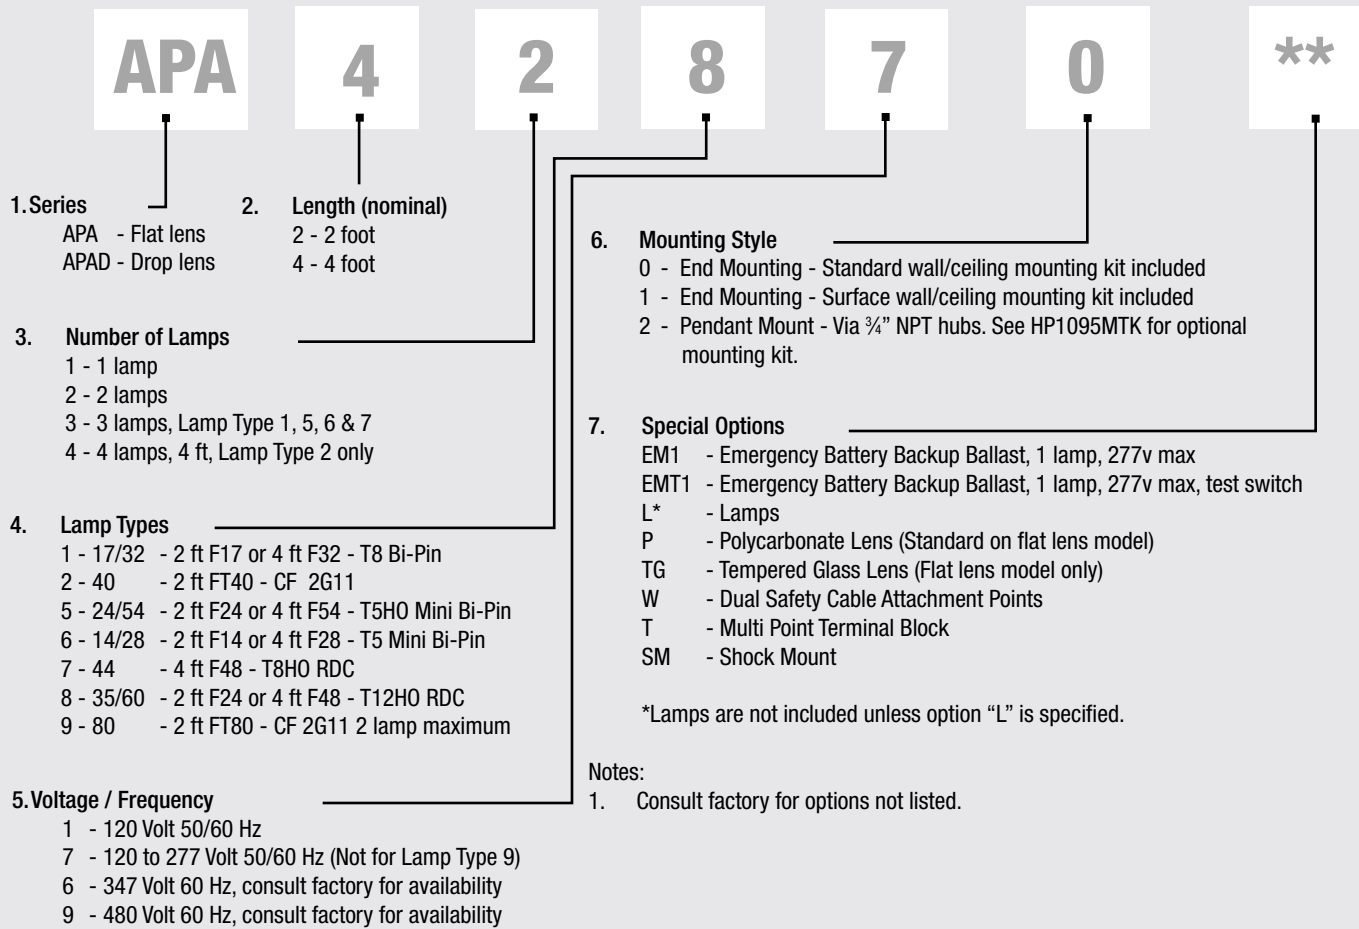 APA 4 2 8 7 0 **
1. Series
APA - Flat lens
APAD - Drop lens
2. Length (nominal)
2 - 2 foot
4 - 4 foot
3. Number of Lamps
1 - 1 lamp
2 - 2 lamps
3 - 3 lamps, Lamp Type 1, 5, 6 & 7
4 - 4 lamps, 4 ft, Lamp Type 2 only
4. Lamp Types
1 - 17/32 - 2 ft F17 or 4 ft F32 - T8 Bi-Pin
2 - 40 - 2 ft FT40 - CF 2G11
5 - 24/54 - 2 ft F24 or 4 ft F54 - T5HO Mini Bi-Pin
6 - 14/28 - 2 ft F14 or 4 ft F28 - T5 Mini Bi-Pin
7 - 44 - 4 ft F48 - T8HO RDC
8 - 35/60 - 2 ft F24 or 4 ft F48 - T12HO RDC
9 - 80 - 2 ft FT80 - CF 2G11 2 lamp maximum
5. Voltage / Frequency
1 - 120 Volt 50/60 Hz
7 - 120 to 277 Volt 50/60 Hz (Not for Lamp Type 9)
6 - 347 Volt 60 Hz, consult factory for availability
9 - 480 Volt 60 Hz, consult factory for availability
6. Mounting Style
0 - End Mounting - Standard wall/ceiling mounting kit included
1 - End Mounting - Surface wall/ceiling mounting kit included
2 - Pendant Mount - Via ¾” NPT hubs. See HP1095MTK for optional
mounting kit.
7. Special Options
EM1 - Emergency Battery Backup Ballast, 1 lamp, 277v max
EMT1 - Emergency Battery Backup Ballast, 1 lamp, 277v max, test switch
L* - Lamps
P - Polycarbonate Lens (Standard on flat lens model)
TG - Tempered Glass Lens (Flat lens model only)
W - Dual Safety Cable Attachment Points
T - Multi Point Terminal Block
SM - Shock Mount
*Lamps are not included unless option “L” is specified.
Notes:
1. Consult factory for options not listed.